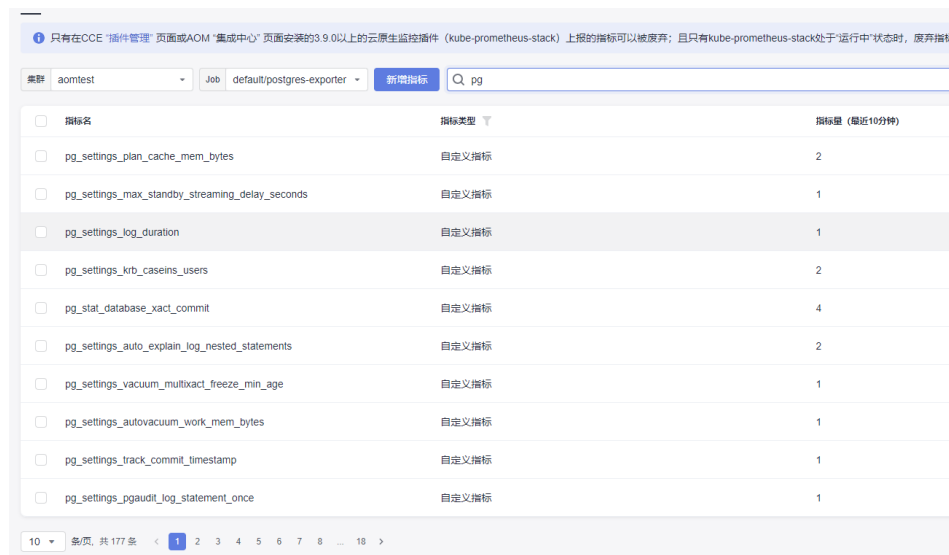 只有在CCE “插件管理” 页面或AOM “集成中心” 页面安装的3.9.0以上的云原生监控插件（kube-prometheus-stack）上报的指标可以被废弃；且只有kube-prometheus-stack处于“运行中”状态时，废弃指标
集群 aomtest Job default/postgres-exporter 新增指标 pg
指标名 指标类型 指标量（最近10分钟）
pg_settings_plan_cache_mem_bytes 自定义指标 2
pg_settings_max_standby_streaming_delay_seconds 自定义指标 1
pg_settings_log_duration 自定义指标 1
pg_settings_krb_caseins_users 自定义指标 2
pg_stat_database_xact_commit 自定义指标 4
pg_settings_auto_explain_log_nested_statements 自定义指标 2
pg_settings_vacuum_multixact_freeze_min_age 自定义指标 1
pg_settings_autovacuum_work_mem_bytes 自定义指标 1
pg_settings_track_commit_timestamp 自定义指标 1
pg_settings_pgaudit_log_statement_once 自定义指标 1
10 条/页, 共 177 条 < 1 2 3 4 5 6 7 8 ... 18 >